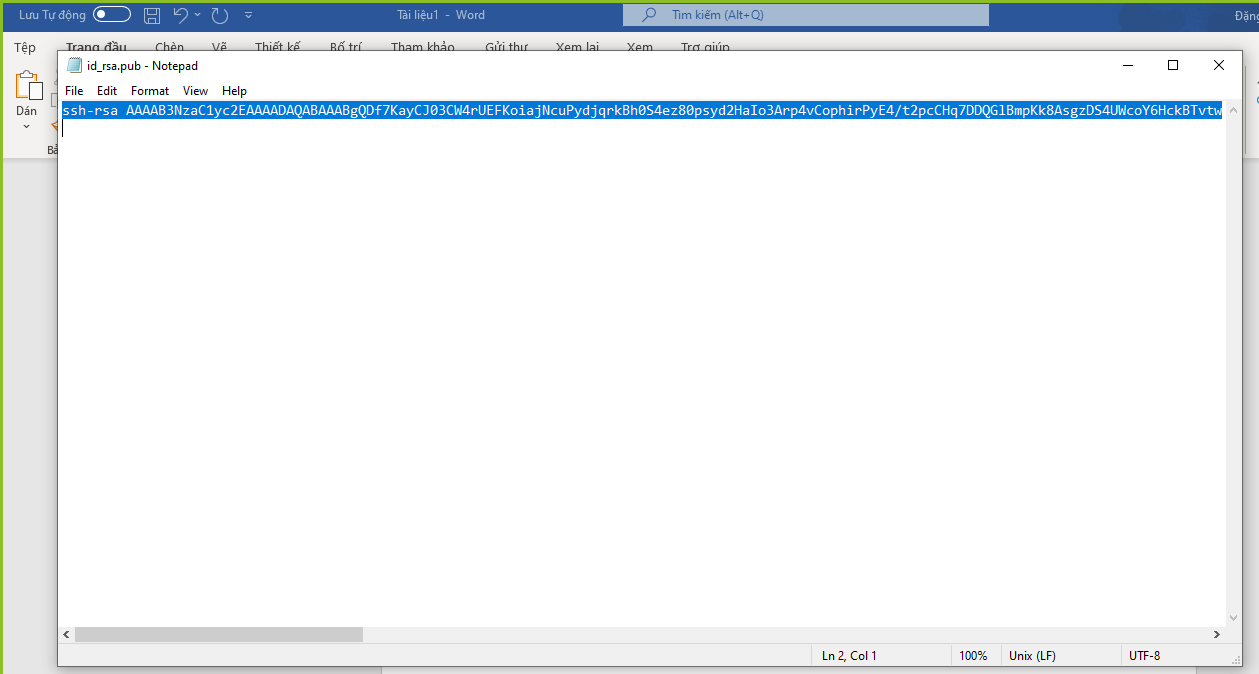 Lưu Tự động
Tài liệu1 - Word
Tìm kiếm (Alt+Q)
Đăng
Tệp Trang đầu Chèn Vẽ Thiết kế Bố trí Tham khảo Gửi thư Xem lại Xem Trợ giúp
id_rsa.pub - Notepad
File Edit Format View Help
ssh-rsa AAAAB3NzaC1yc2EAAAADAQABAAABgQDf7KayCJ03CW4rUEFKoiajNcuPydjqrkBh0S4ez80psyd2HaIo3Arp4vCophirPyE4/t2pcCHq7DDQGlBmpKk8AsgzDS4UWcoY6HckBTvtw
Dán
Ln 2, Col 1
100%
Unix (LF)
UTF-8